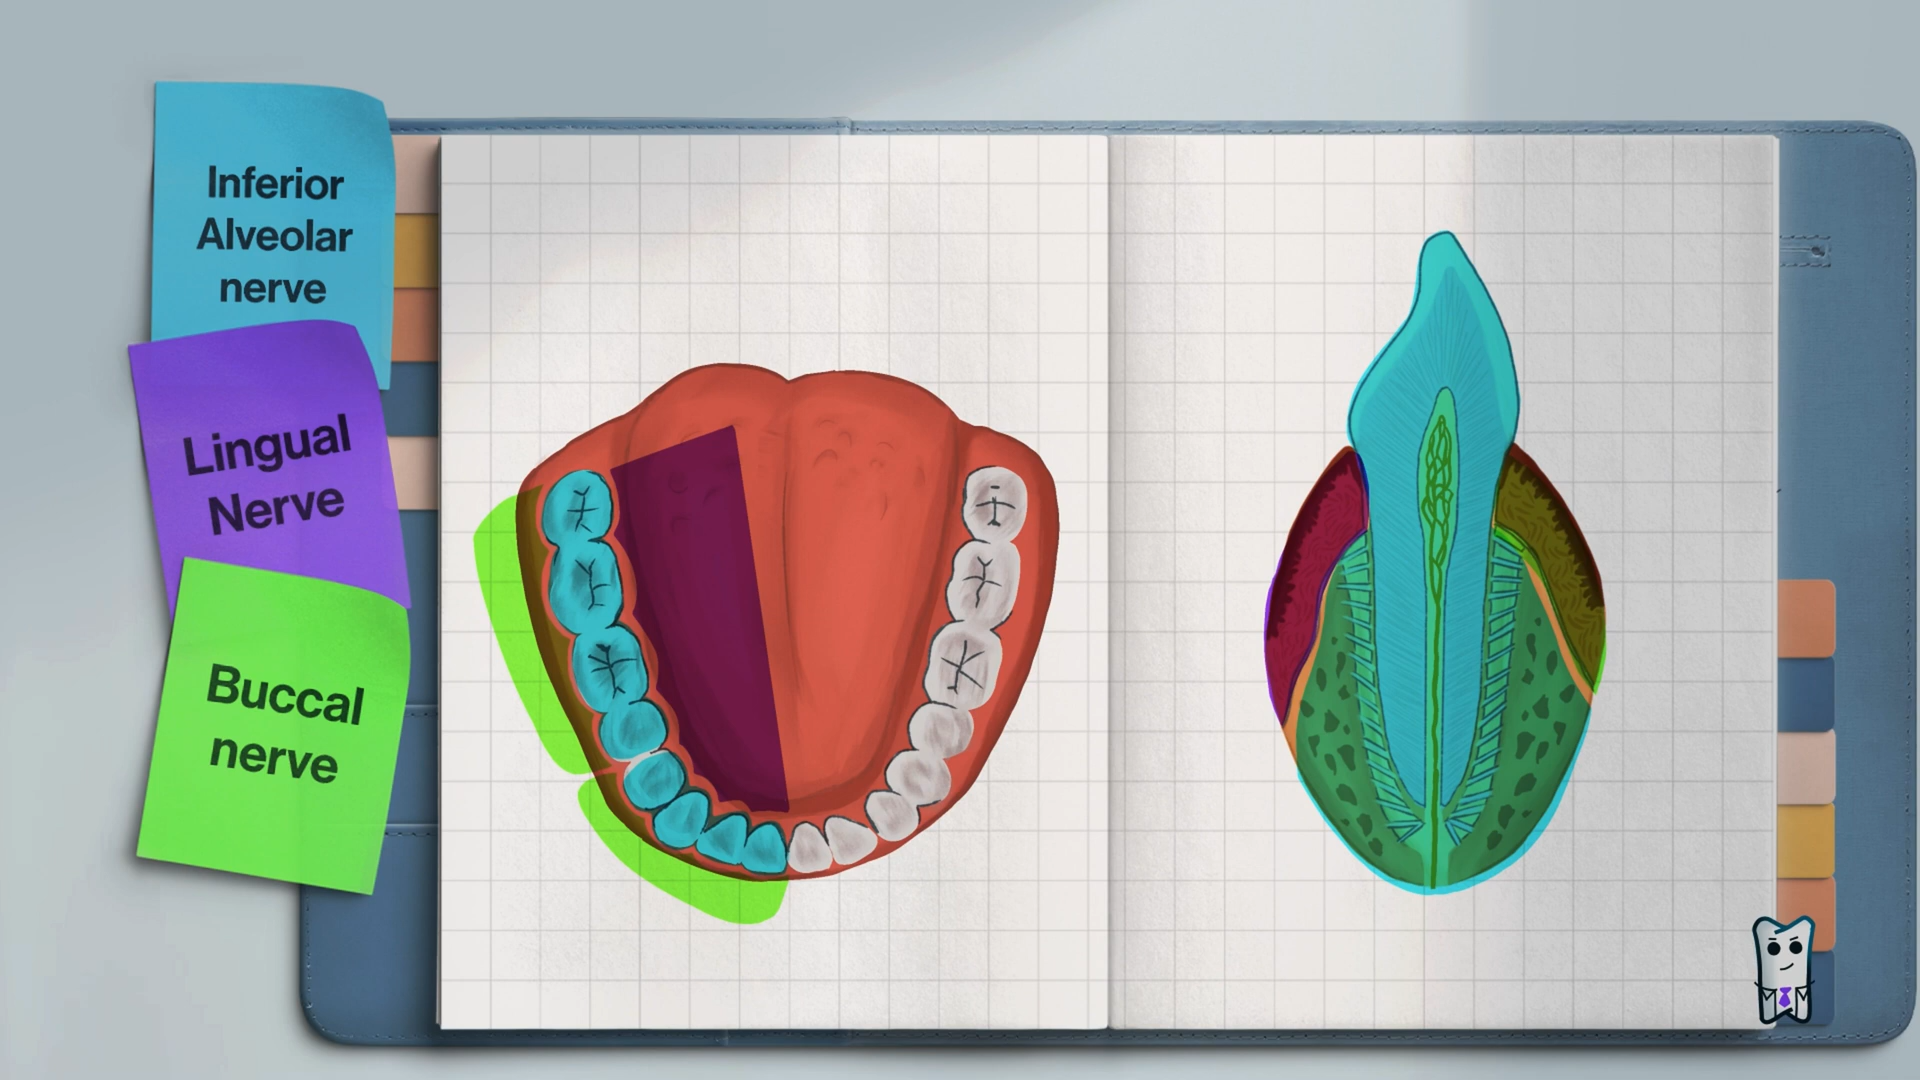 Inferior
Alveolar
nerve
Lingual
Nerve
Buccal
nerve